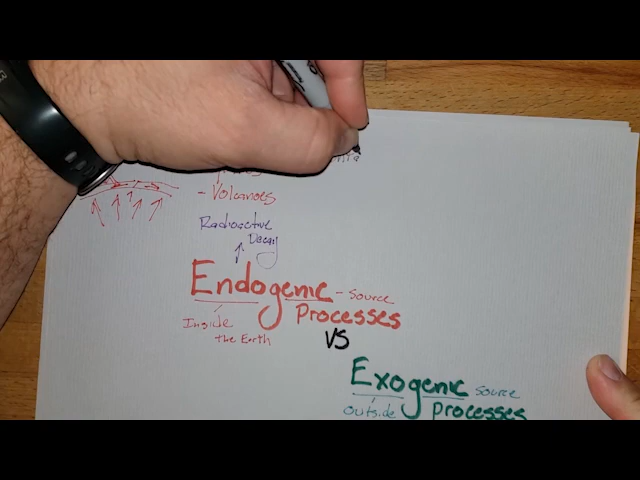 - Volcanoes
Radioactive
Decay
Endogenic - source
Processes
Inside
the Earth
VS
Exogenic source
outside Processes